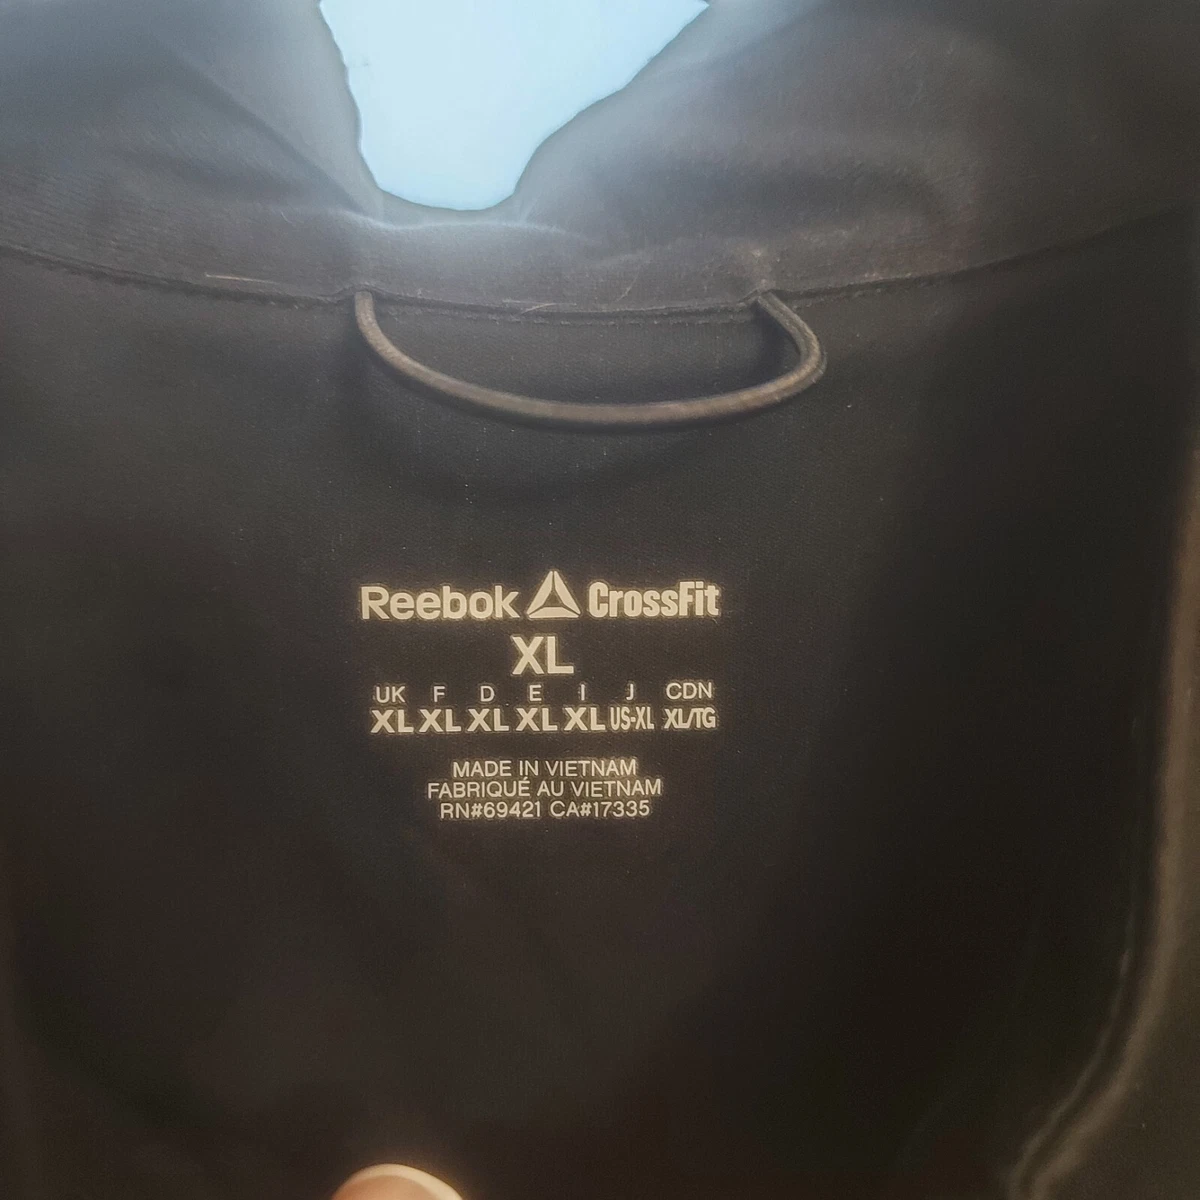 Reebok CrossFit
XL
UK F D E I J CDN
XL XL XL XL XL US-XL XL/TG
MADE IN VIETNAM
FABRIQUÉ AU VIETNAM
RN#69421 CA#17335